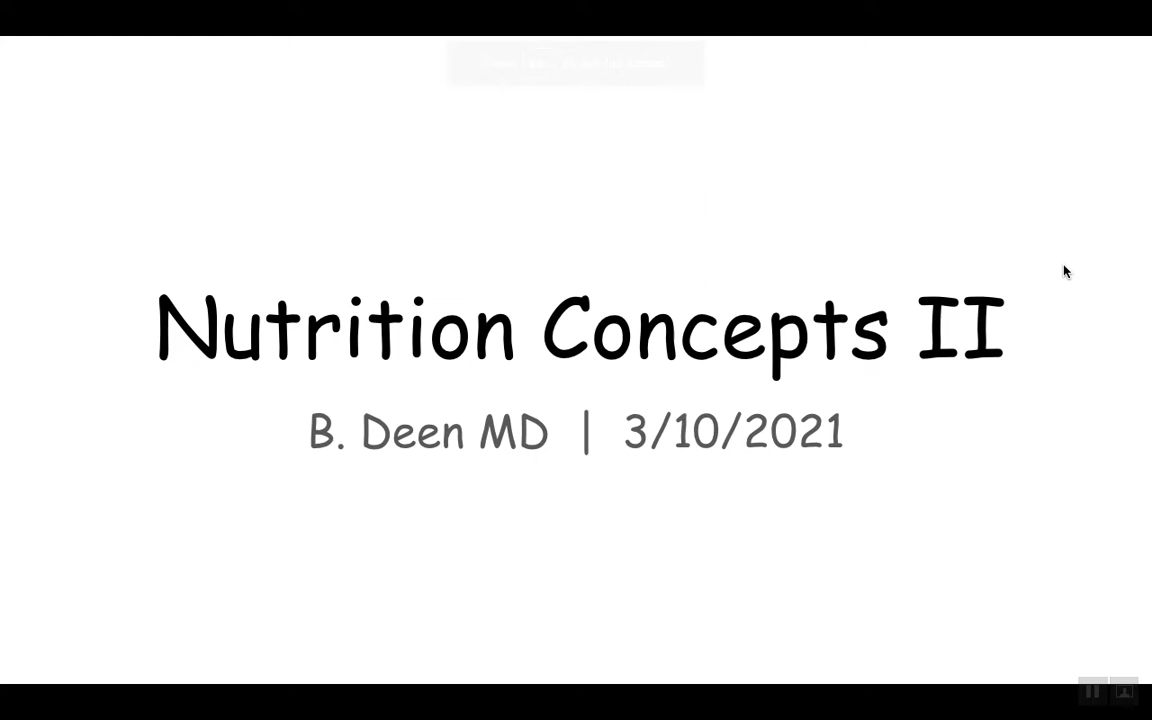 Nutrition Concepts II
B. Deen MD | 3/10/2021